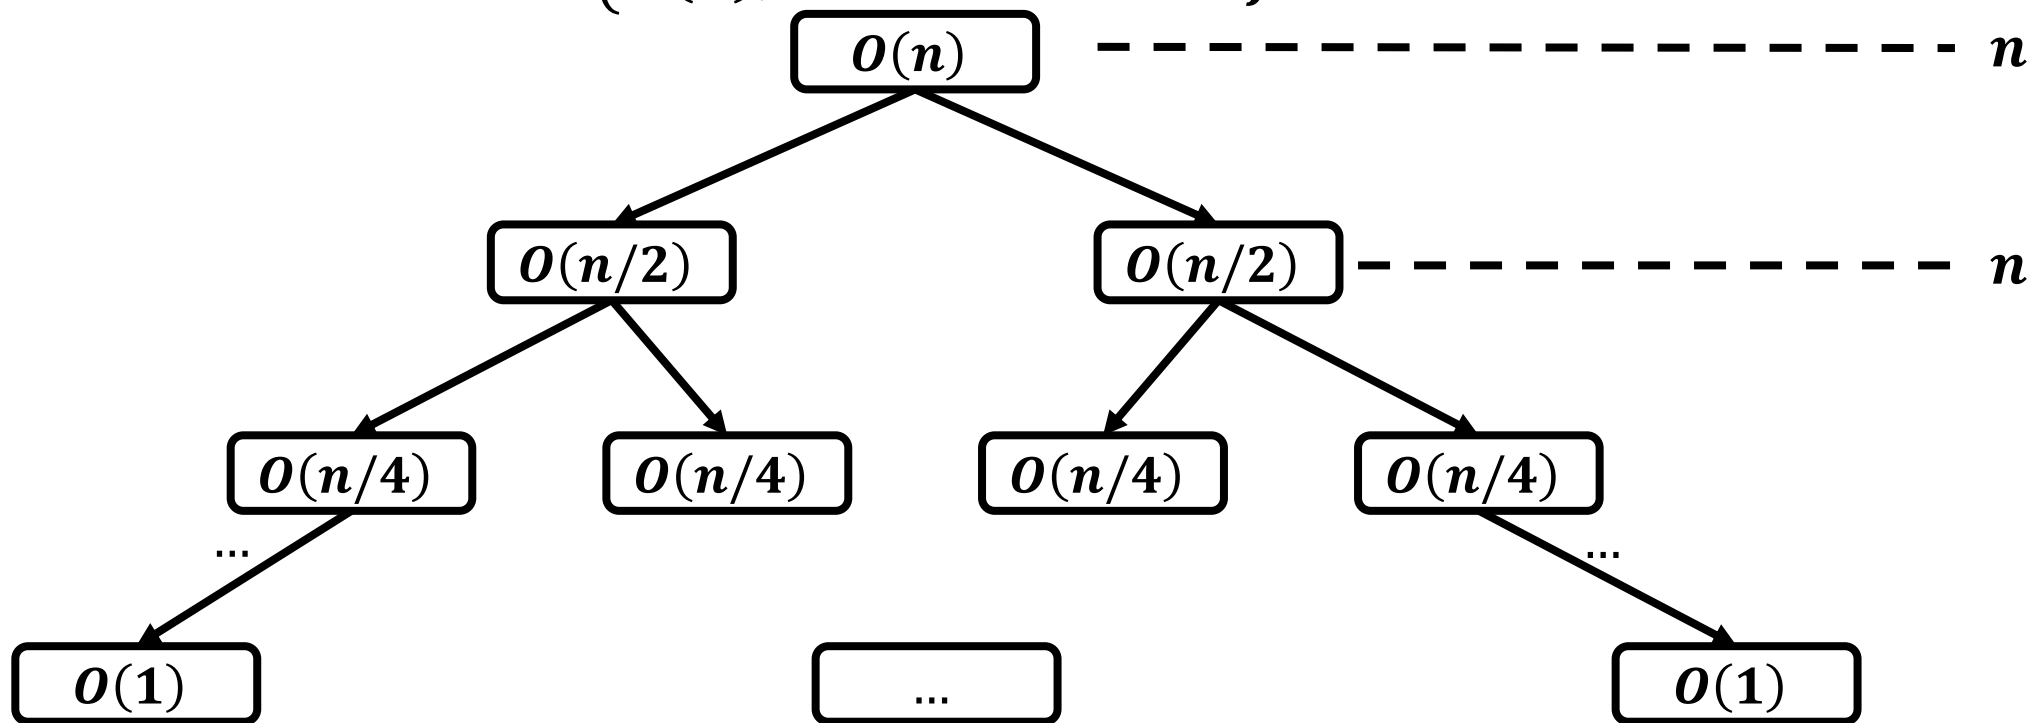 O(n) n
O(n/2) O(n/2) n
O(n/4) O(n/4) O(n/4) O(n/4)
... ...
O(1) ... O(1)